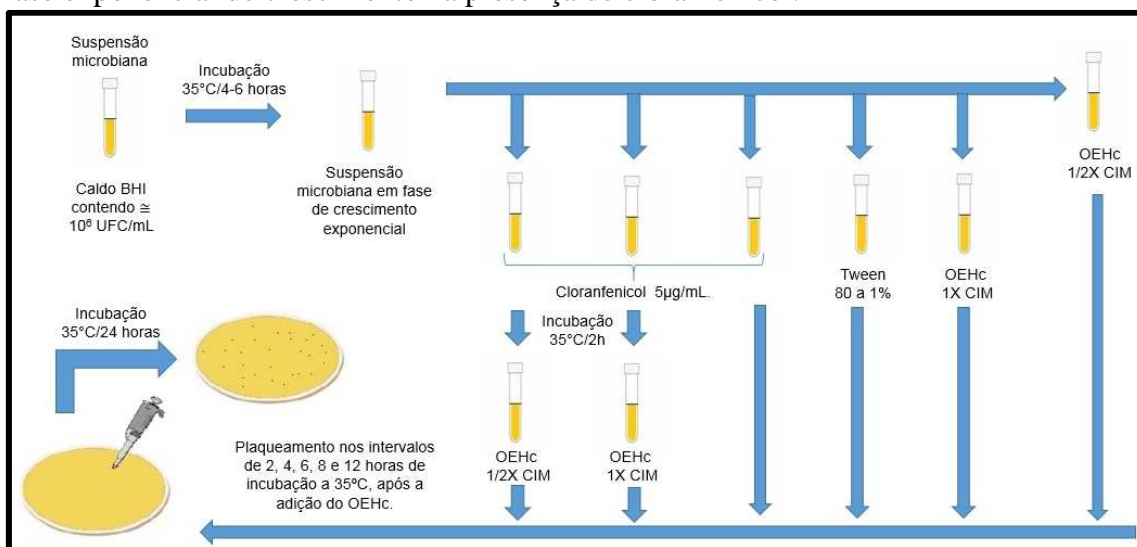 Suspensão
microbiana
Incubação
35°C/4-6 horas
Caldo BHI
contendo ≅
10⁶ UFC/mL
Suspensão
microbiana em fase
de crescimento
exponencial
OEHc
1/2X CIM
Cloranfenicol 5µg/mL.
Tween
80 a 1%
OEHc
1X CIM
Incubação
35°C/2h
OEHc
1/2X CIM
OEHc
1X CIM
Incubação
35°C/24 horas
Plaqueamento nos intervalos
de 2, 4, 6, 8 e 12 horas de
incubação a 35ºC, após a
adição do OEHc.